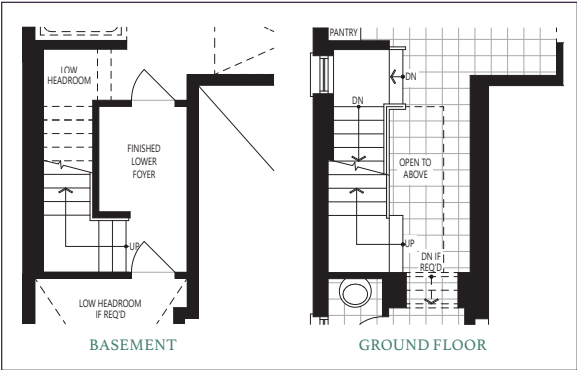 LOW
HEADROOM
FINISHED
LOWER
FOYER
UP
LOW HEADROOM
IF REQ'D
BASEMENT
PANTRY
DN
DN
OPEN TO
ABOVE
UP
DN IF
REQ'D
GROUND FLOOR